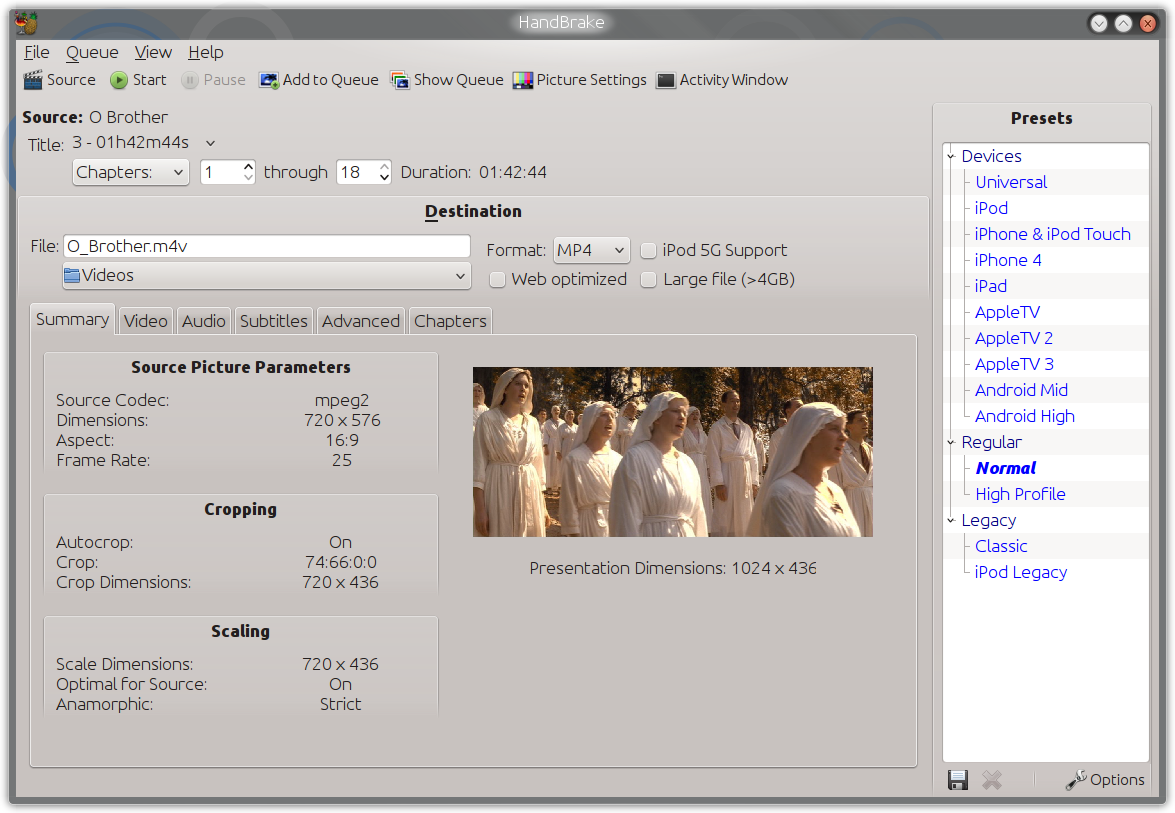 HandBrake
File Queue View Help
Source Start Pause Add to Queue Show Queue Picture Settings Activity Window
Source: O Brother
Title: 3 - 01h42m44s
Chapters: 1 through 18 Duration: 01:42:44
Destination
File: O_Brother.m4v Format: MP4 iPod 5G Support
Videos Web optimized Large file (>4GB)
Summary Video Audio Subtitles Advanced Chapters
Source Picture Parameters
Source Codec: mpeg2
Dimensions: 720 x 576
Aspect: 16:9
Frame Rate: 25
Cropping
Autocrop: On
Crop: 74:66:0:0
Crop Dimensions: 720 x 436
Scaling
Scale Dimensions: 720 x 436
Optimal for Source: On
Anamorphic: Strict
Presentation Dimensions: 1024 x 436
Presets
Devices
Universal
iPod
iPhone & iPod Touch
iPhone 4
iPad
AppleTV
AppleTV 2
AppleTV 3
Android Mid
Android High
Regular
Normal
High Profile
Legacy
Classic
iPod Legacy
Options